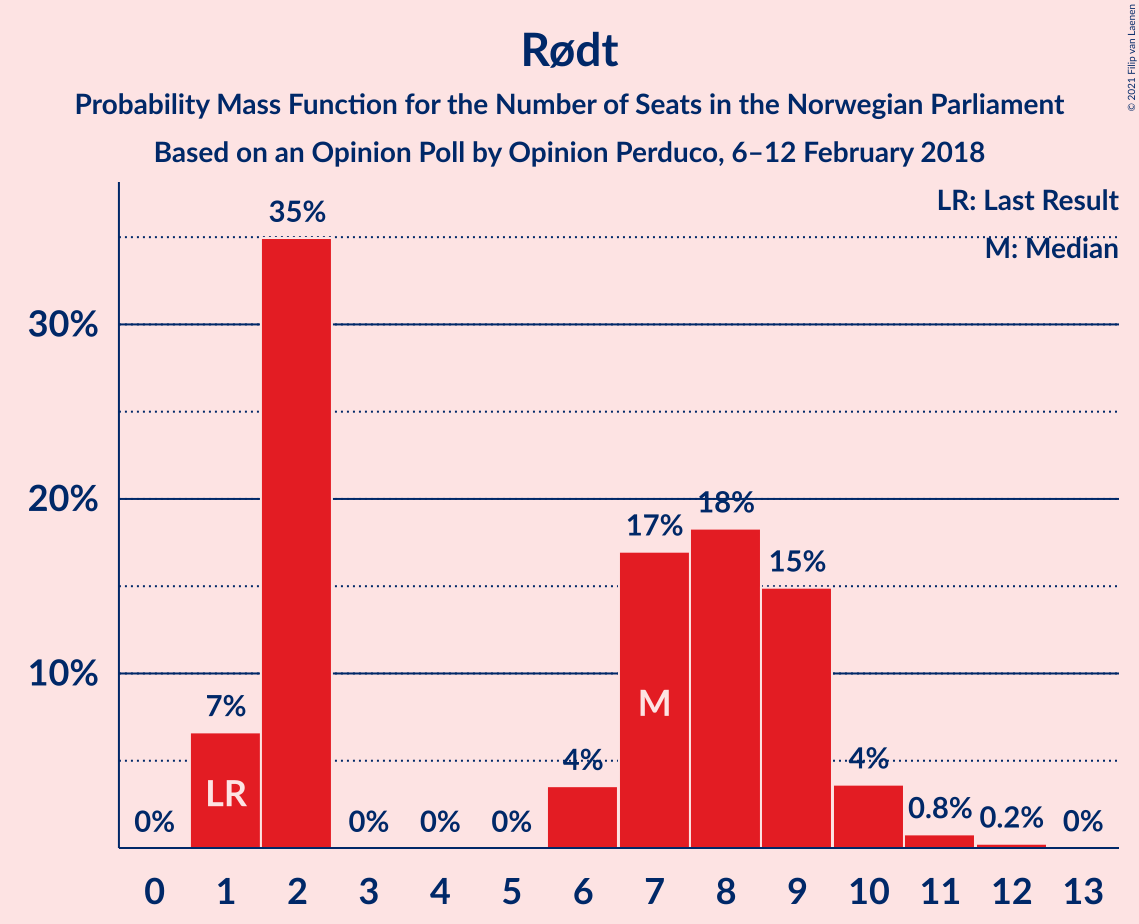 Rødt
Probability Mass Function for the Number of Seats in the Norwegian Parliament
Based on an Opinion Poll by Opinion Perduco, 6–12 February 2018
© 2021 Filip van Laenen
LR: Last Result
M: Median
30%
20%
10%
0%
7%
35%
0%
0%
0%
4%
17%
18%
15%
4%
0.8%
0.2%
0%
LR
M
0 1 2 3 4 5 6 7 8 9 10 11 12 13